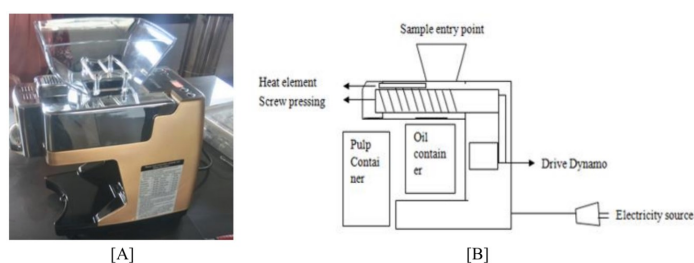 Sample entry point
Heat element
Screw pressing
Pulp
Contai
ner
Oil
contain
er
Drive Dynamo
Electricity source
[A]
[B]